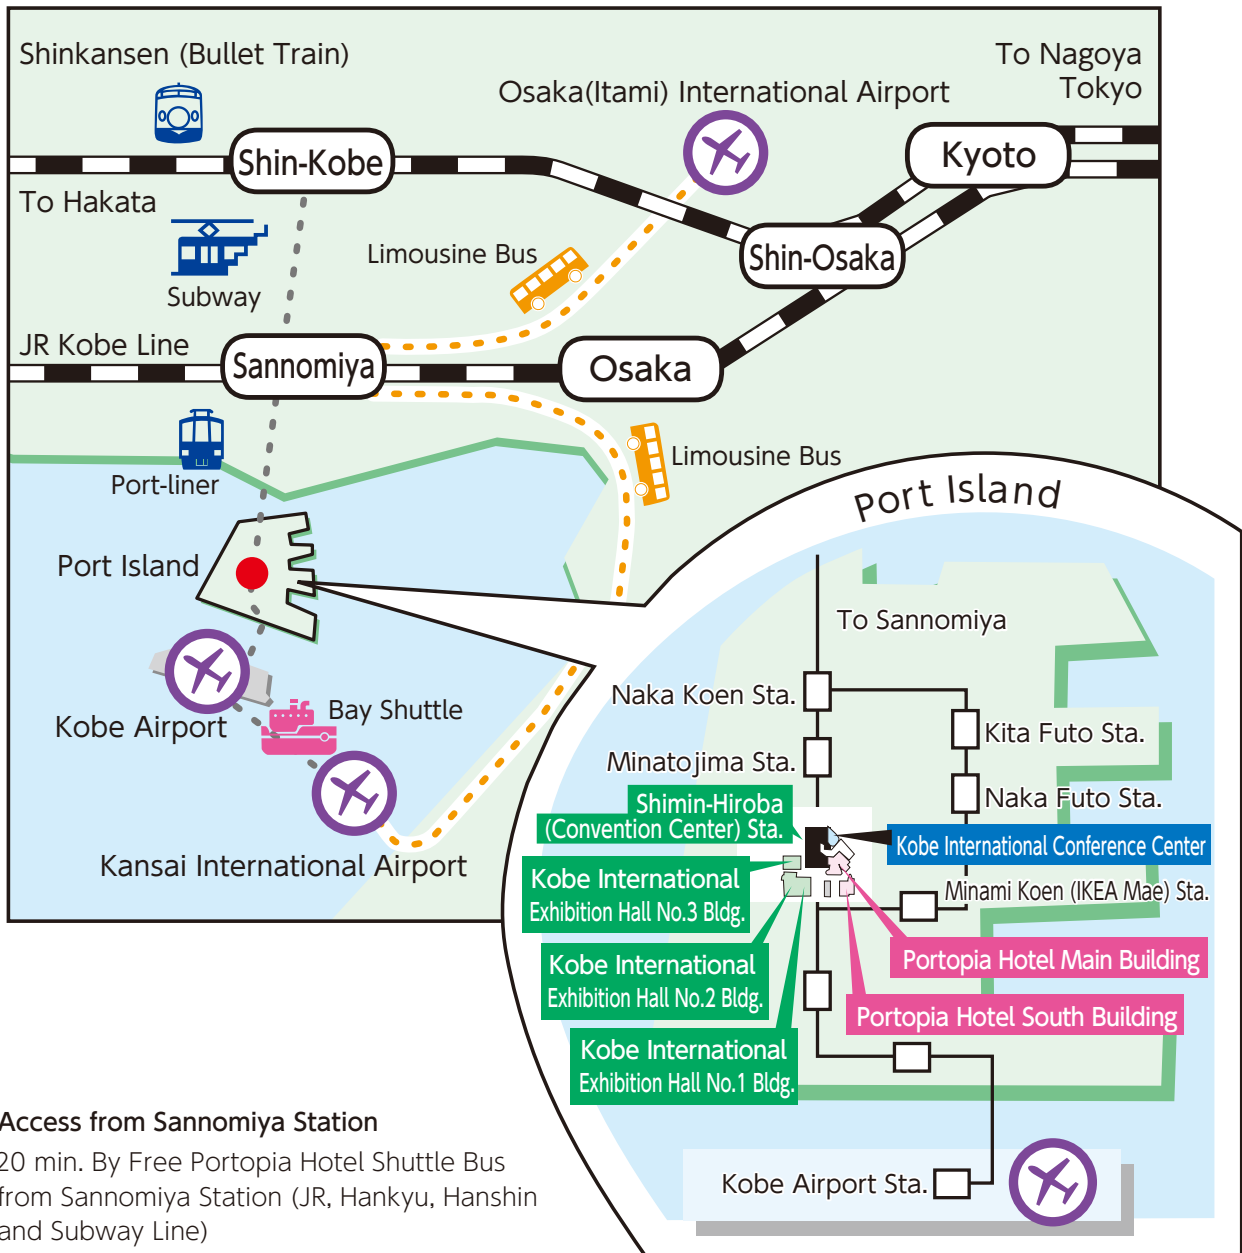 Shinkansen (Bullet Train)
To Nagoya
Tokyo
Osaka(Itami) International Airport
Shin-Kobe
Kyoto
To Hakata
Limousine Bus
Shin-Osaka
Subway
JR Kobe Line
Sannomiya
Osaka
Limousine Bus
Port-liner
Port Island
Port Island
To Sannomiya
Naka Koen Sta.
Kobe Airport
Bay Shuttle
Kita Futo Sta.
Minatojima Sta.
Naka Futo Sta.
Shimin-Hiroba
(Convention Center) Sta.
Kobe International Conference Center
Kansai International Airport
Kobe International
Exhibition Hall No.3 Bldg.
Minami Koen (IKEA Mae) Sta.
Kobe International
Exhibition Hall No.2 Bldg.
Portopia Hotel Main Building
Portopia Hotel South Building
Kobe International
Exhibition Hall No.1 Bldg.
Access from Sannomiya Station
20 min. By Free Portopia Hotel Shuttle Bus
from Sannomiya Station (JR, Hankyu, Hanshin
and Subway Line)
Kobe Airport Sta.